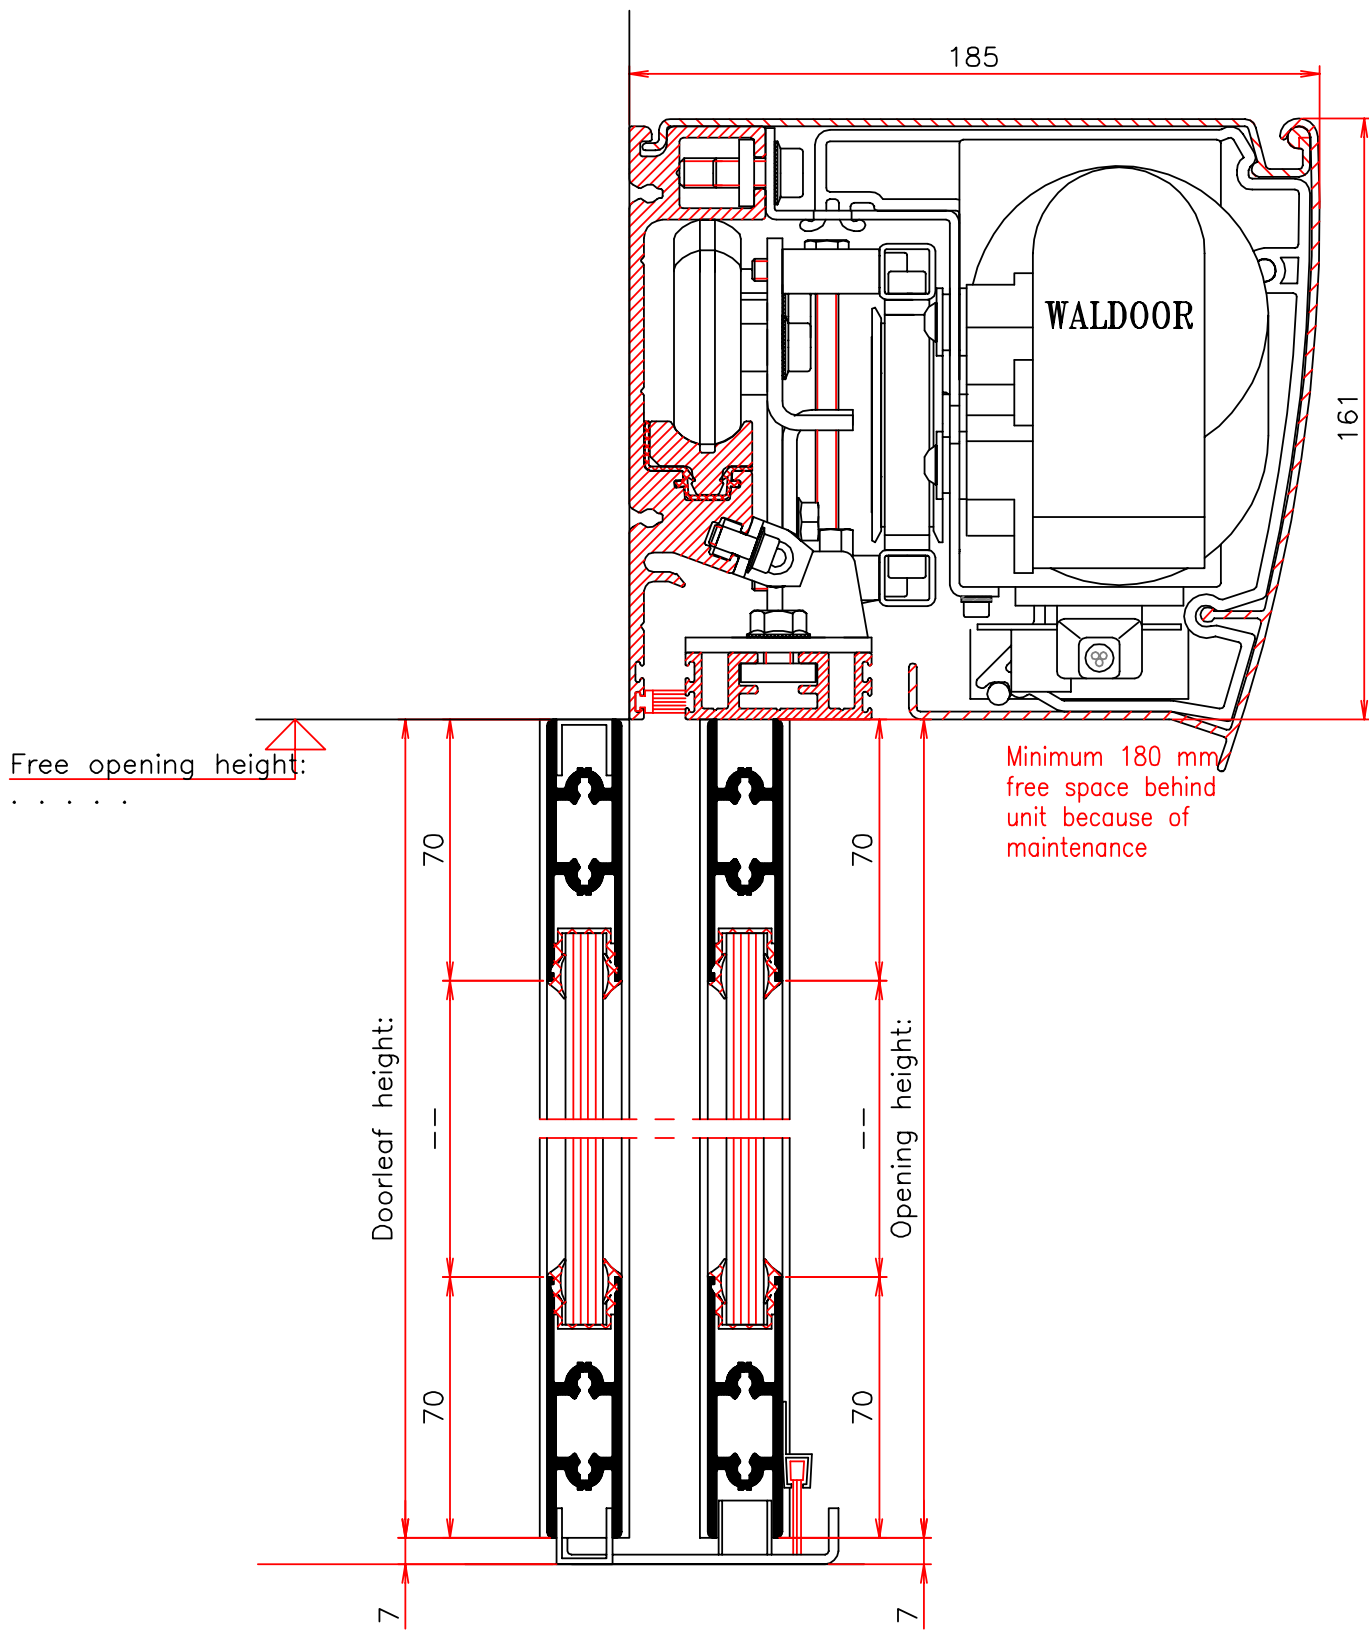 185
WALDOOR
161
Free opening height:
. . . . .
Minimum 180 mm
free space behind
unit because of
maintenance
70
70
Doorleaf height:
--
--
Opening height:
70
70
7
7